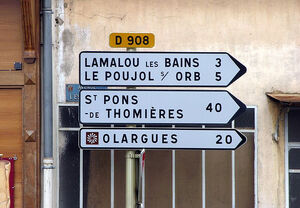 D 908
LAMALOU LES BAINS 3
LE POUJOL S/ ORB 5
ST PONS
-DE THOMIÈRES 40
OLARGUES 20